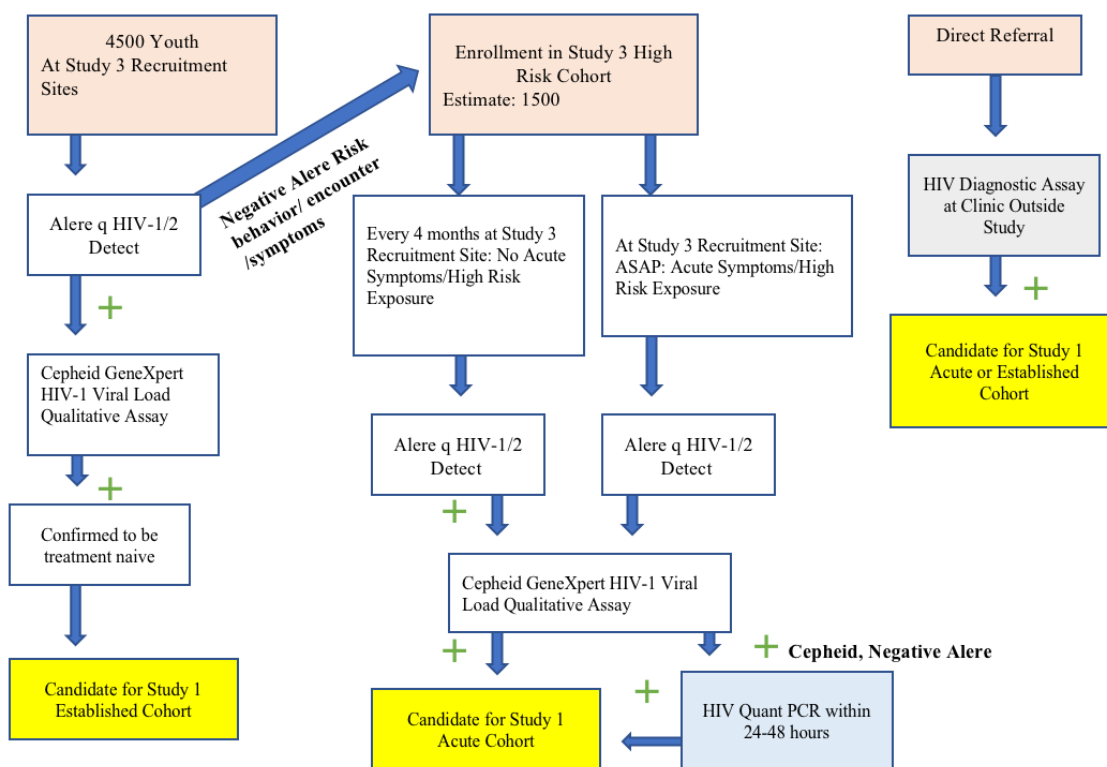 4500 Youth
At Study 3 Recruitment
Sites
Enrollment in Study 3 High
Risk Cohort
Estimate: 1500
Direct Referral
Negative Alere Risk
behavior/ encounter
/symptoms
Alere q HIV-1/2
Detect
Every 4 months at Study 3
Recruitment Site: No Acute
Symptoms/High Risk
Exposure
At Study 3 Recruitment Site:
ASAP: Acute Symptoms/High
Risk Exposure
HIV Diagnostic Assay
at Clinic Outside
Study
+
+
Cepheid GeneXpert
HIV-1 Viral Load
Qualitative Assay
Candidate for Study 1
Acute or Established
Cohort
Alere q HIV-1/2
Detect
Alere q HIV-1/2
Detect
+
+
Confirmed to be
treatment naive
Cepheid GeneXpert HIV-1 Viral
Load Qualitative Assay
+
+ Cepheid, Negative Alere
Candidate for Study 1
Established Cohort
Candidate for Study 1
Acute Cohort
+
HIV Quant PCR within
24-48 hours